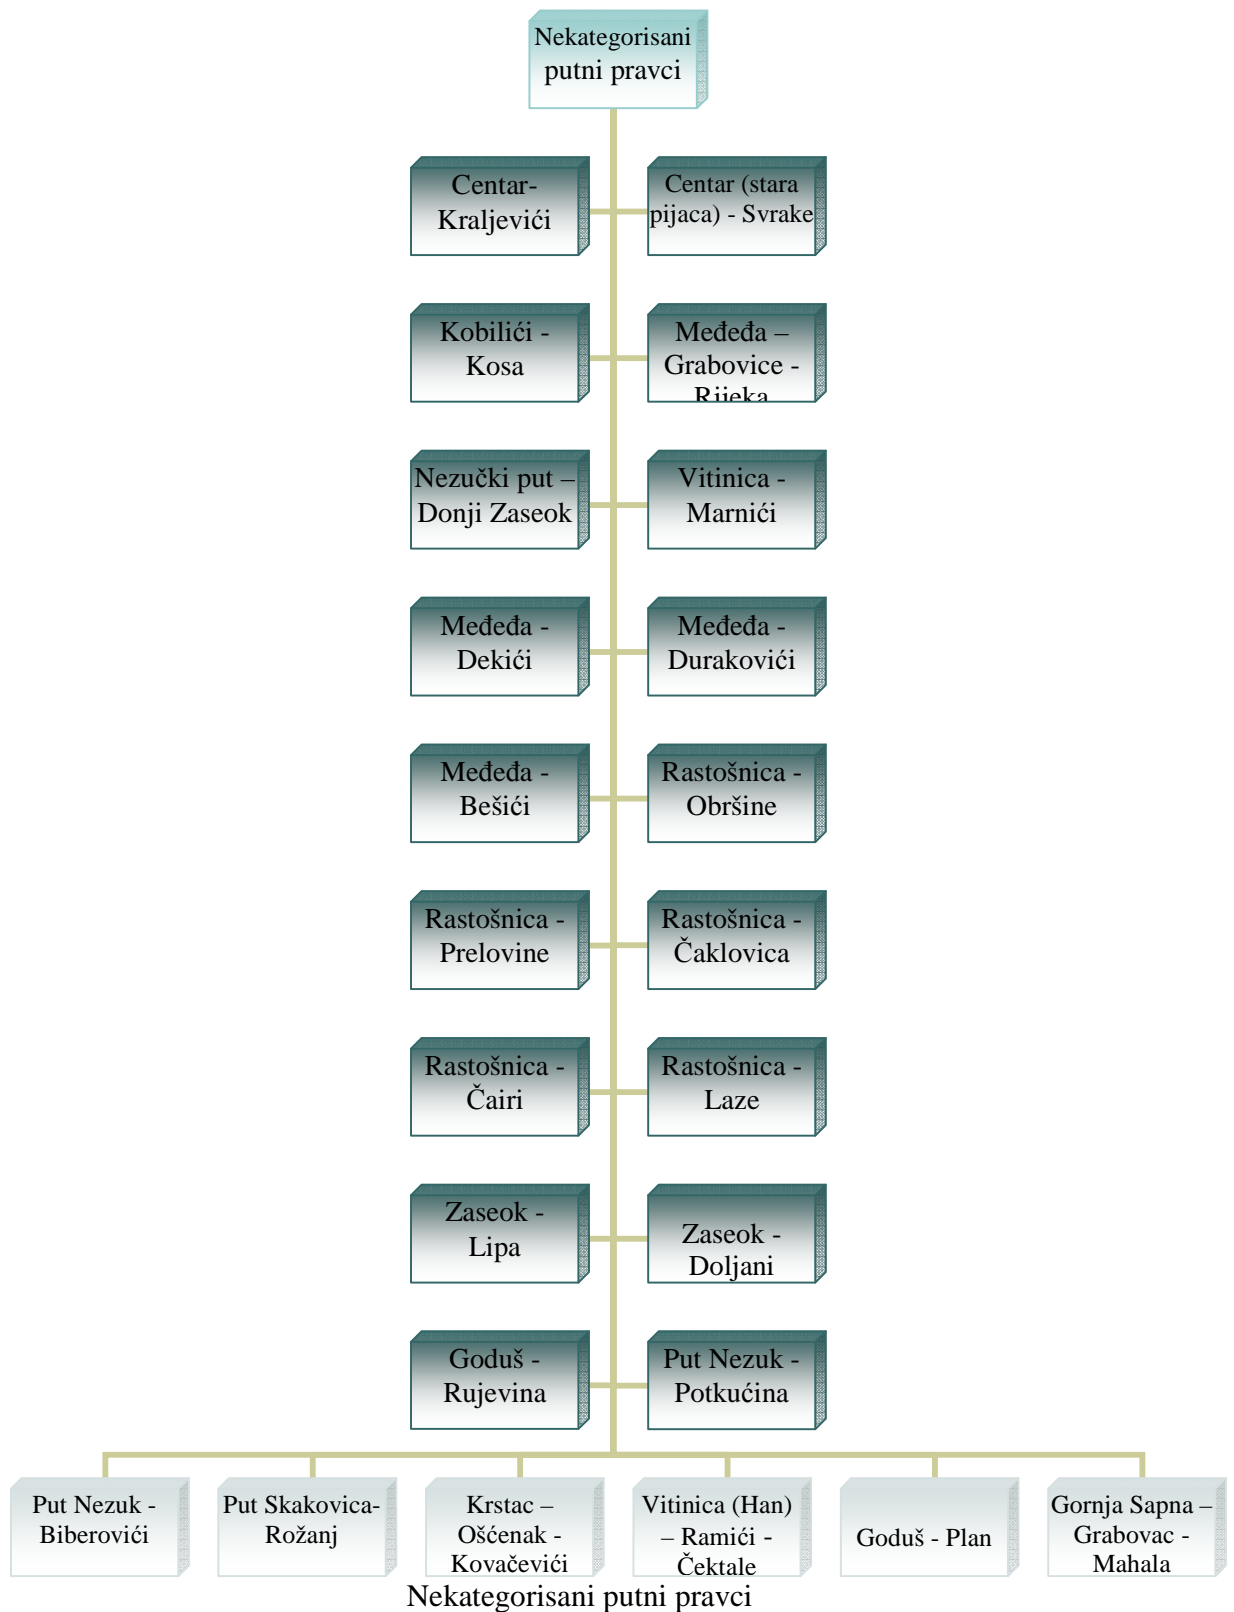 Nekategorisani
putni pravci
Centar-
Kraljevići
Centar (stara
pijaca) - Svrake
Kobilići -
Kosa
Međeđa –
Grabovice -
Rijeka
Nezučki put –
Donji Zaseok
Vitinica -
Marnići
Međeđa -
Dekići
Međeđa -
Durakovići
Međeđa -
Bešići
Rastošnica -
Obršine
Rastošnica -
Prelovine
Rastošnica -
Čaklovica
Rastošnica -
Čairi
Rastošnica -
Laze
Zaseok -
Lipa
Zaseok -
Doljani
Goduš -
Rujevina
Put Nezuk -
Potkućina
Put Nezuk -
Biberovići
Put Skakovica-
Rožanj
Krstac –
Ošćenak -
Kovačevići
Vitinica (Han)
– Ramići -
Čektale
Goduš - Plan
Gornja Sapna –
Grabovac -
Mahala
Nekategorisani putni pravci